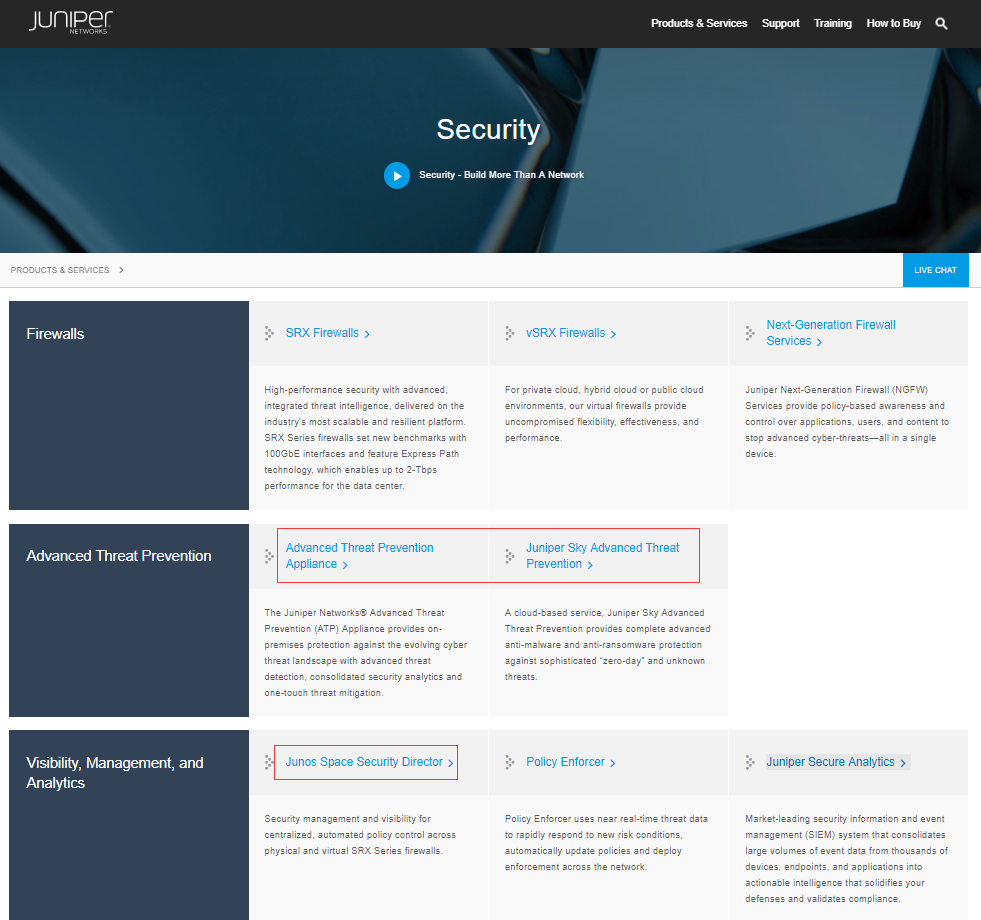 JUNIPER
NETWORKS
Products & Services
Support
Training
How to Buy
Security
Security - Build More Than A Network
PRODUCTS & SERVICES
LIVE CHAT
Firewalls
SRX Firewalls
High-performance security with advanced,
integrated threat intelligence, delivered on the
industry's most scalable and resilient platform.
SRX Series firewalls set new benchmarks with
100GbE interfaces and feature Express Path
technology, which enables up to 2-Tbps
performance for the data center.
vSRX Firewalls
For private cloud, hybrid cloud or public cloud
environments, our virtual firewalls provide
uncompromised flexibility, effectiveness, and
performance.
Next-Generation Firewall
Services
Juniper Next-Generation Firewall (NGFW)
Services provide policy-based awareness and
control over applications, users, and content to
stop advanced cyber-threats—all in a single
device.
Advanced Threat Prevention
Advanced Threat Prevention
Appliance
The Juniper Networks® Advanced Threat
Prevention (ATP) Appliance provides on-
premises protection against the evolving cyber
threat landscape with advanced threat
detection, consolidated security analytics and
one-touch threat mitigation.
Juniper Sky Advanced Threat
Prevention
A cloud-based service, Juniper Sky Advanced
Threat Prevention provides complete advanced
anti-malware and anti-ransomware protection
against sophisticated "zero-day" and unknown
threats.
Visibility, Management, and
Analytics
Junos Space Security Director
Security management and visibility for
centralized, automated policy control across
physical and virtual SRX Series firewalls.
Policy Enforcer
Policy Enforcer uses near real-time threat data
to rapidly respond to new risk conditions,
automatically update policies and deploy
enforcement across the network.
Juniper Secure Analytics
Market-leading security information and event
management (SIEM) system that consolidates
large volumes of event data from thousands of
devices, endpoints, and applications into
actionable intelligence that solidifies your
defenses and validates compliance.